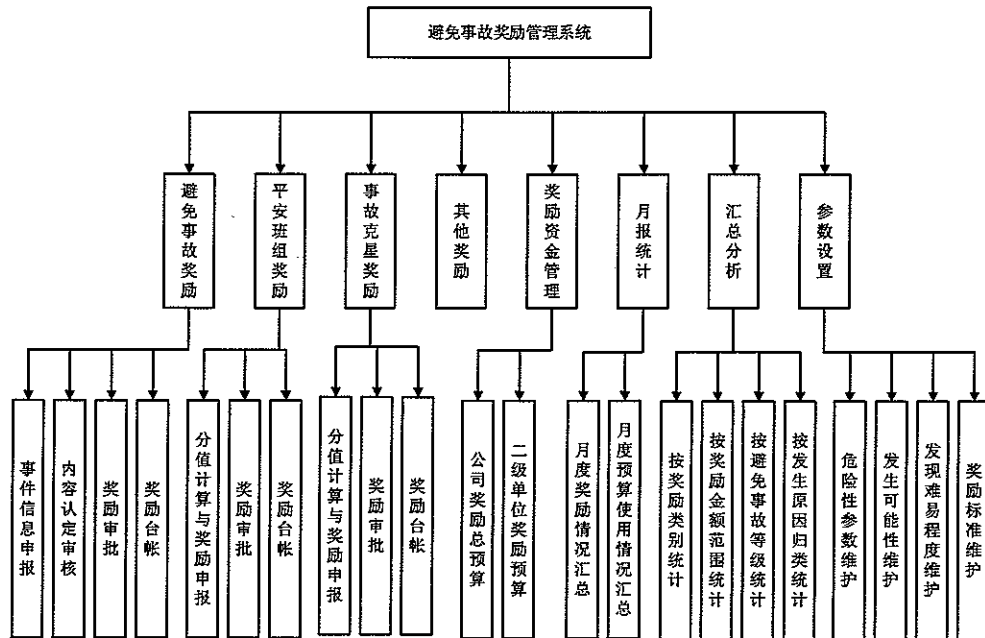 避免事故奖励管理系统
避免事故奖励
平安班组奖励
事故克星奖励
其他奖励
奖励资金管理
月报统计
汇总分析
参数设置
事件信息申报
内容认定审核
奖励审批
奖励台帐
分值计算与奖励申报
奖励审批
奖励台帐
分值计算与奖励申报
奖励审批
奖励台帐
公司奖励总预算
二级单位奖励预算
月度奖励情况汇总
月度预算使用情况汇总
按奖励类别统计
按奖励金额范围统计
按避免事故等级统计
按发生原因归类统计
危险性参数维护
发生可能性维护
发现难易程度维护
奖励标准维护